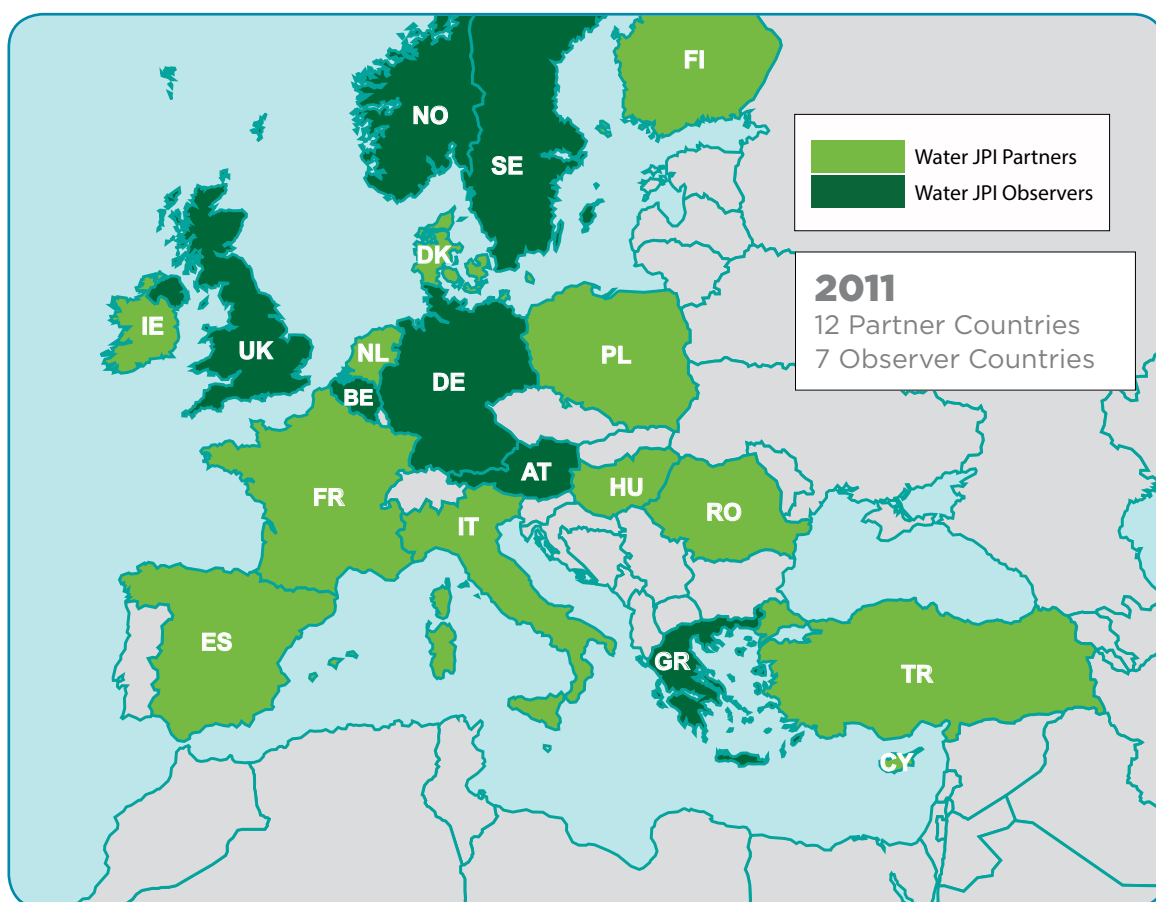 FI
NO
SE
Water JPI Partners
Water JPI Observers
DK
2011
12 Partner Countries
7 Observer Countries
IE
UK
NL
PL
DE
BE
AT
HU
FR
RO
IT
ES
GR
TR
CY